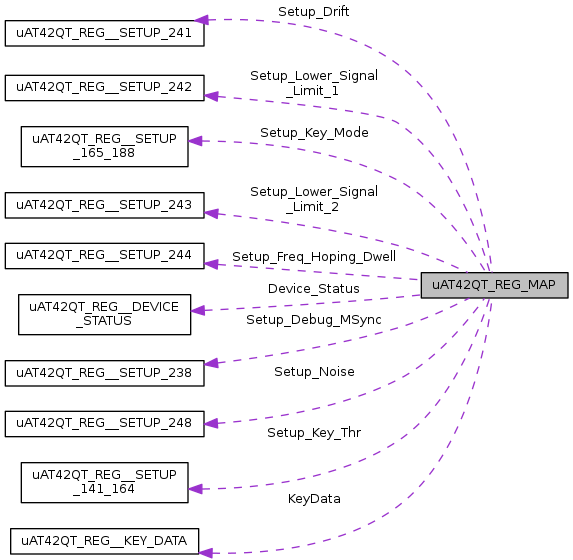 Setup_Drift
uAT42QT_REG__SETUP_241
Setup_Lower_Signal
_Limit_1
uAT42QT_REG__SETUP_242
Setup_Key_Mode
uAT42QT_REG__SETUP
_165_188
Setup_Lower_Signal
_Limit_2
uAT42QT_REG__SETUP_243
Setup_Freq_Hoping_Dwell
uAT42QT_REG__SETUP_244
uAT42QT_REG_MAP
Device_Status
uAT42QT_REG__DEVICE
_STATUS
Setup_Debug_MSync
uAT42QT_REG__SETUP_238
Setup_Noise
uAT42QT_REG__SETUP_248
Setup_Key_Thr
uAT42QT_REG__SETUP
_141_164
KeyData
uAT42QT_REG__KEY_DATA